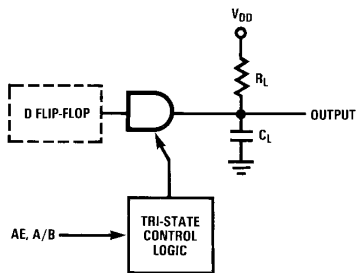 VDD
RL
D FLIP-FLOP
OUTPUT
CL
TRI-STATE
CONTROL
LOGIC
AE, A/B